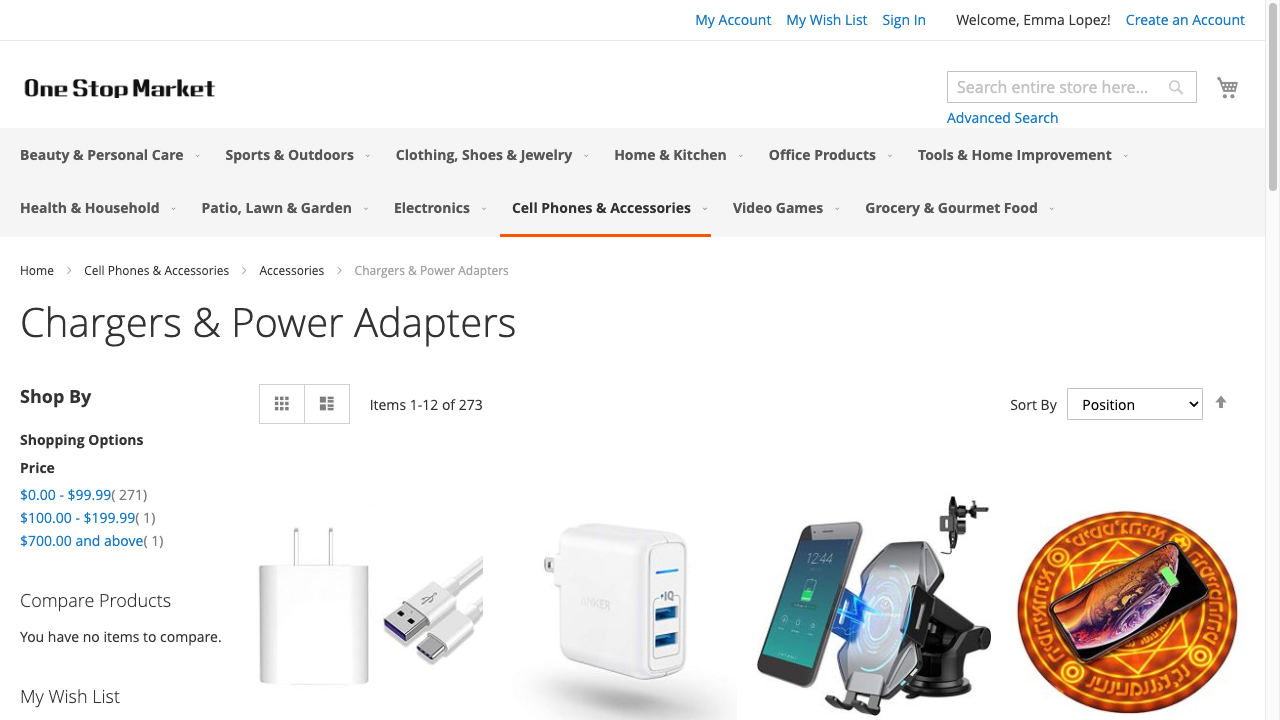 My Account My Wish List Sign In Welcome, Emma Lopez! Create an Account
One Stop Market
Search entire store here...
Advanced Search
Beauty & Personal Care Sports & Outdoors Clothing, Shoes & Jewelry Home & Kitchen Office Products Tools & Home Improvement
Health & Household Patio, Lawn & Garden Electronics Cell Phones & Accessories Video Games Grocery & Gourmet Food
Home Cell Phones & Accessories Accessories Chargers & Power Adapters
Chargers & Power Adapters
Shop By
Items 1-12 of 273
Sort By Position
Shopping Options
Price
$0.00 - $99.99( 271)
$100.00 - $199.99( 1)
$700.00 and above( 1)
Compare Products
You have no items to compare.
My Wish List
12:44
IQ
ANKER